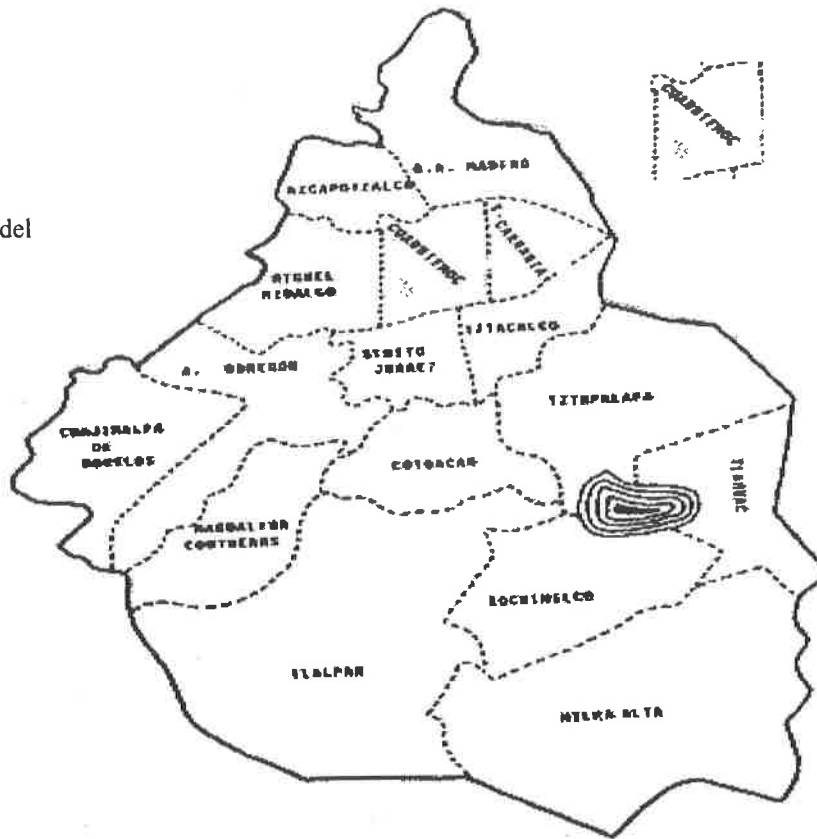 CUAUHTEMOC
G.A. MADERO
AZCAPOTZALCO
del
CUAUHTEMOC
V. CARRANZA
MIGUEL
HIDALGO
IZTACALCO
BENITO
JUAREZ
A. OBREGON
IZTAPALAPA
CUAJIMALPA
DE
MORELOS
COYOACAN
TLAHUAC
MAGDALENA
CONTRERAS
XOCHIMILCO
TLALPAN
MILPA ALTA